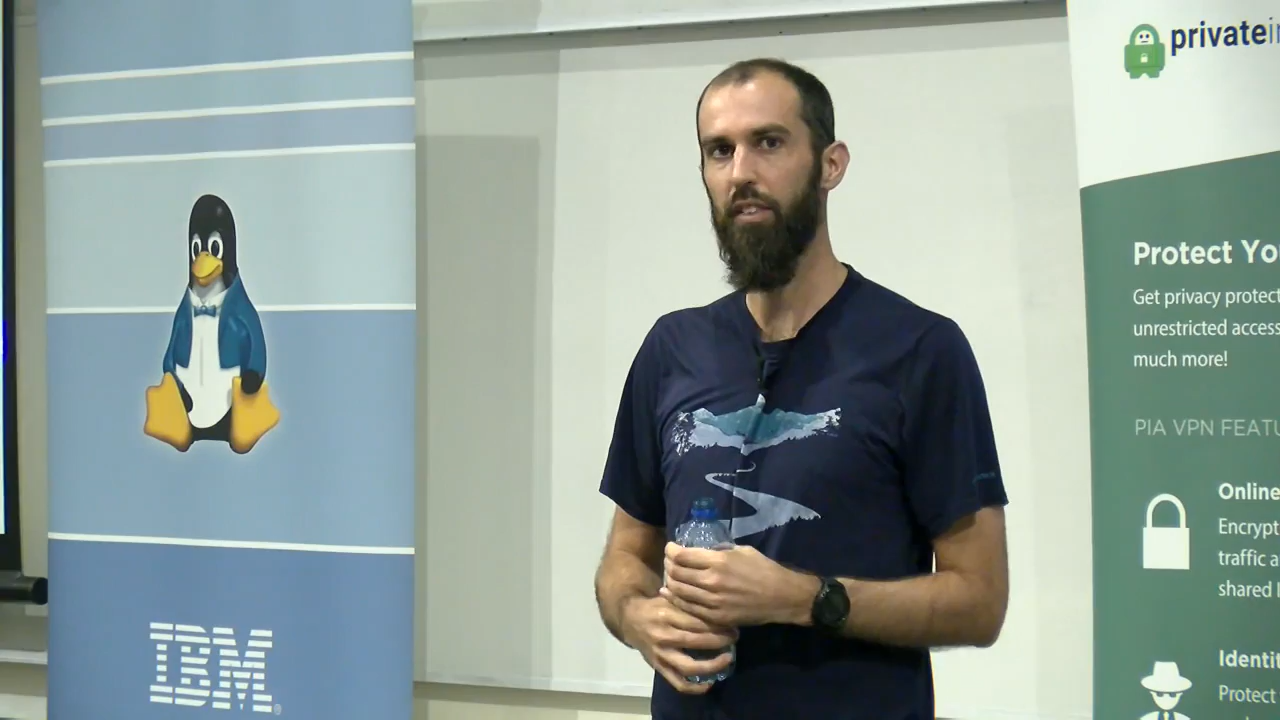 IBM
private
Protect Yo
Get privacy protect
unrestricted access
much more!
PIA VPN FEATU
Online
Encrypt
traffic a
shared
Identit
Protect